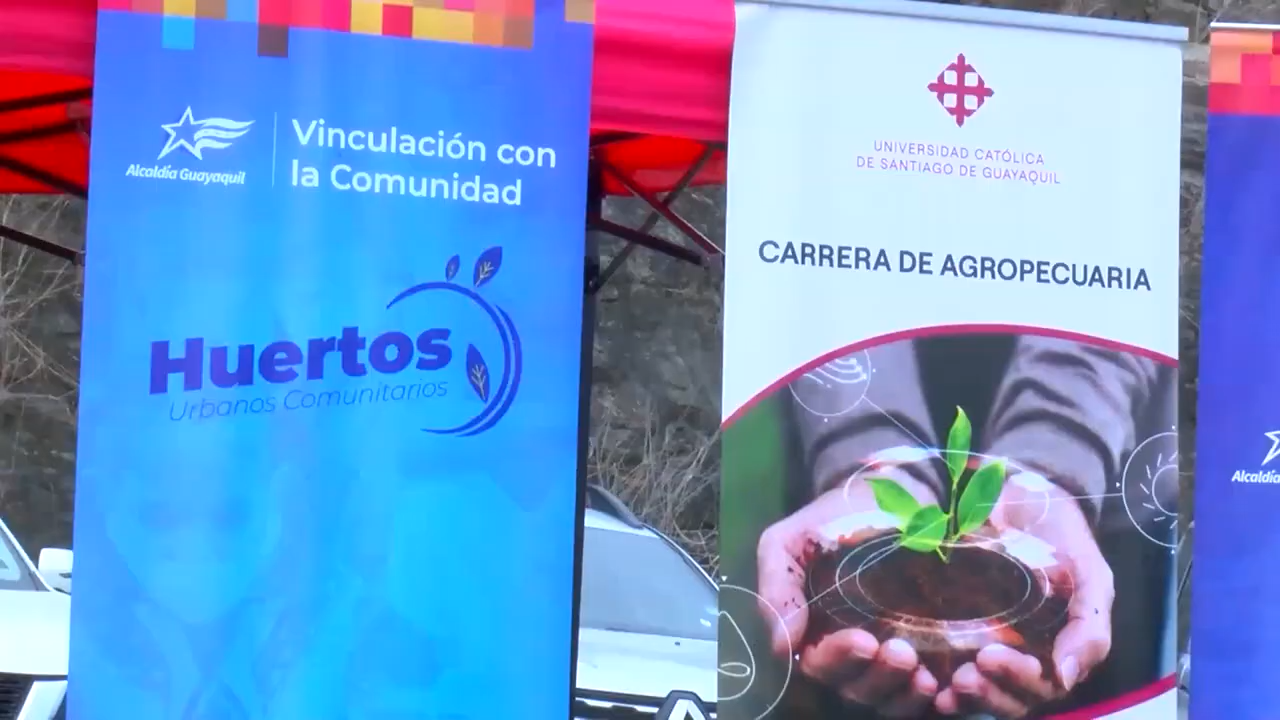 Alcaldía Guayaquil
Vinculación con
la Comunidad
Huertos
Urbanos Comunitarios
UNIVERSIDAD CATÓLICA
DE SANTIAGO DE GUAYAQUIL
CARRERA DE AGROPECUARIA